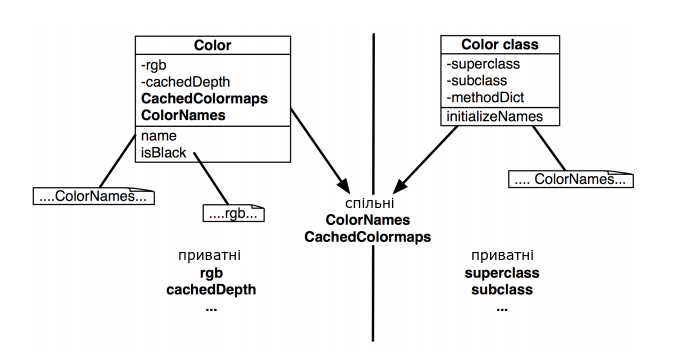 Color
-rgb
-cachedDepth
CachedColormaps
ColorNames
name
isBlack
....ColorNames...
....rgb...
Color class
-superclass
-subclass
-methodDict
initializeNames
.... ColorNames...
спільні
ColorNames
CachedColormaps
приватні
rgb
cachedDepth
...
приватні
superclass
subclass
...